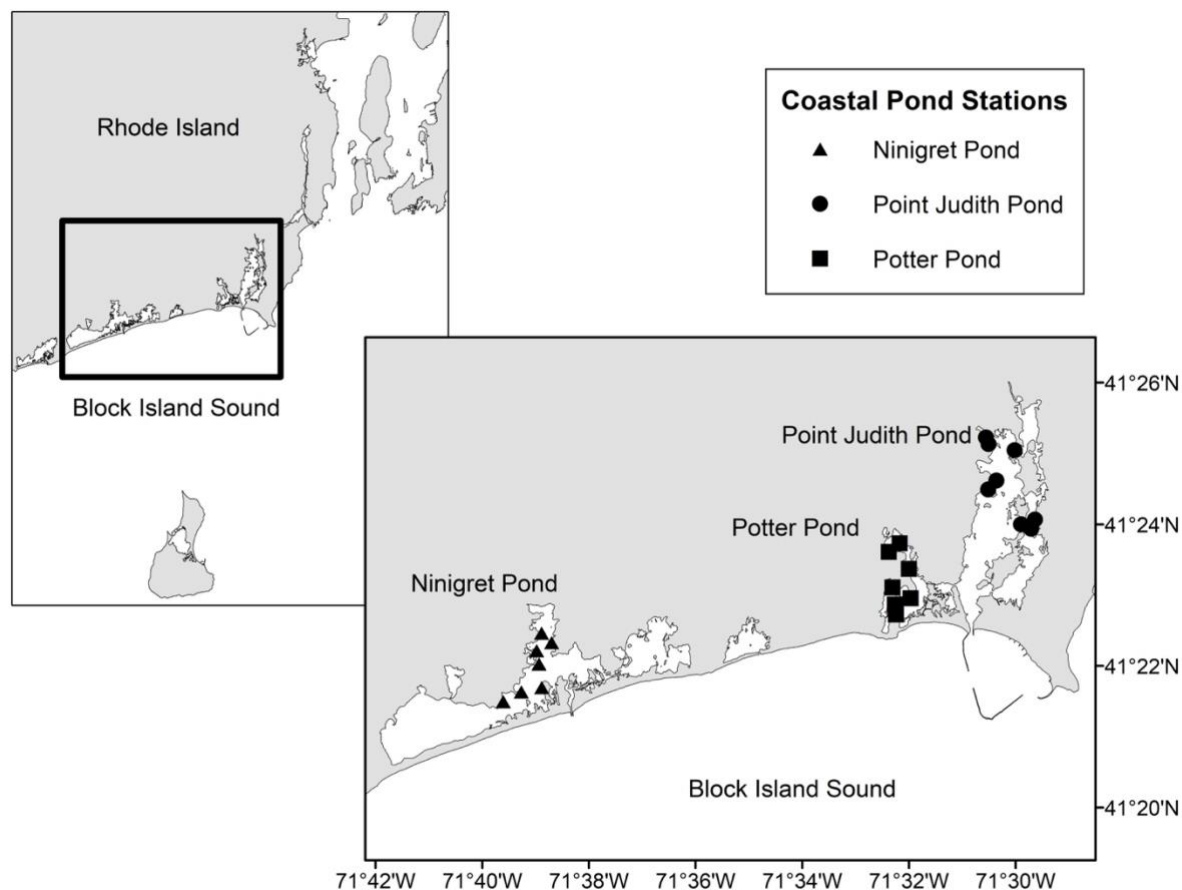 Rhode Island
Block Island Sound
Coastal Pond Stations
Ninigret Pond
Point Judith Pond
Potter Pond
Point Judith Pond
Potter Pond
Ninigret Pond
Block Island Sound
41°26'N
41°24'N
41°22'N
41°20'N
71°42'W 71°40'W 71°38'W 71°36'W 71°34'W 71°32'W 71°30'W